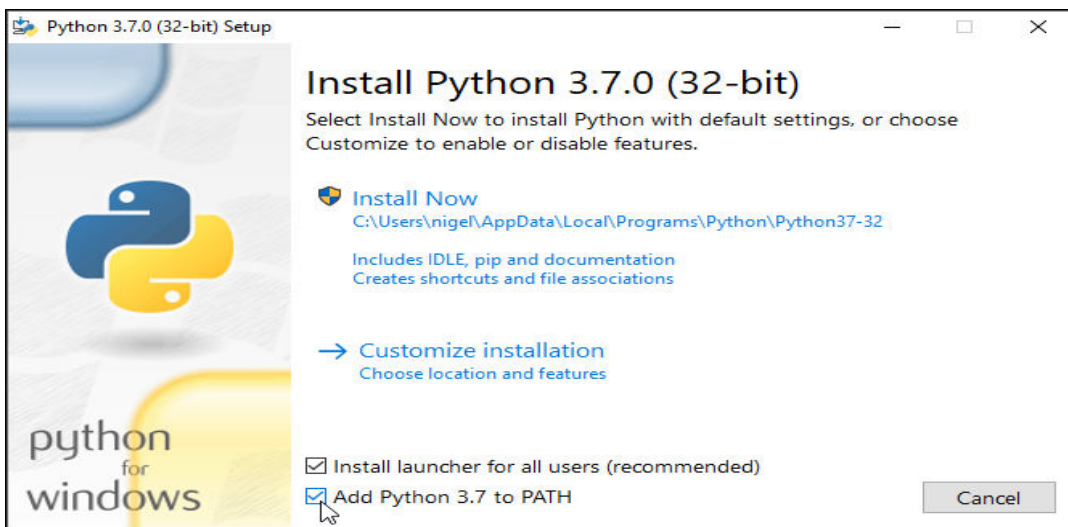 Python 3.7.0 (32-bit) Setup
Install Python 3.7.0 (32-bit)
Select Install Now to install Python with default settings, or choose
Customize to enable or disable features.
Install Now
C:\Users\nigel\AppData\Local\Programs\Python\Python37-32
Includes IDLE, pip and documentation
Creates shortcuts and file associations
Customize installation
Choose location and features
python
for
windows
Install launcher for all users (recommended)
Add Python 3.7 to PATH
Cancel